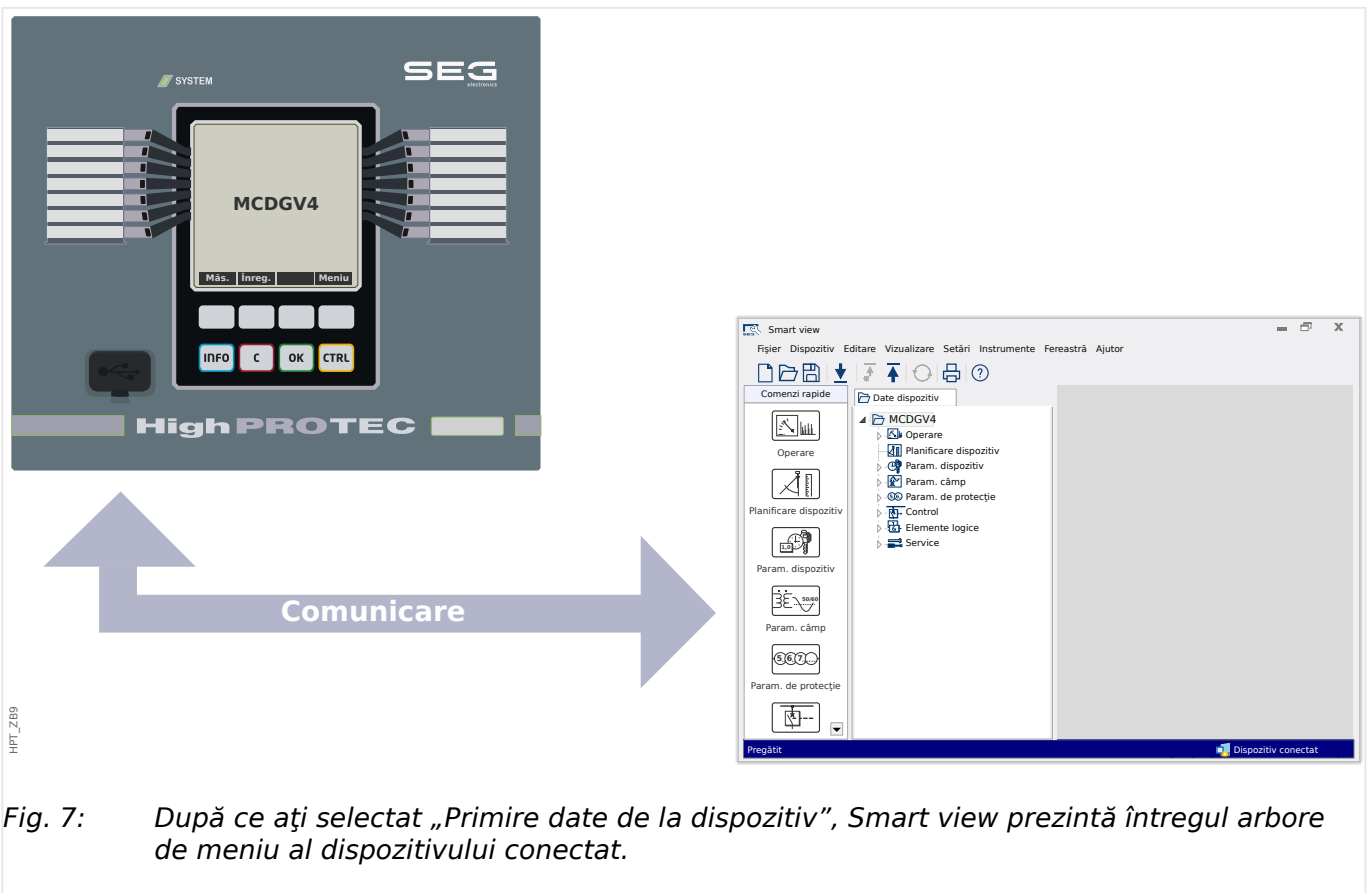 SYSTEM
SEG
electronics
MCDGV4
Măs. Înreg. Meniu
INFO C OK CTRL
HighPROTEC
Comunicare
HPT_ZB9
Smart view
Fişier Dispozitiv Editare Vizualizare Setări Instrumente Fereastră Ajutor
Comenzi rapide
Operare
Planificare dispozitiv
Param. dispozitiv
50/60
Param. câmp
Param. de protecţie
Date dispozitiv
MCDGV4
Operare
Planificare dispozitiv
Param. dispozitiv
Param. câmp
Param. de protecţie
Control
Elemente logice
Service
Pregătit
Dispozitiv conectat
Fig. 7: După ce aţi selectat „Primire date de la dispozitiv”, Smart view prezintă întregul arbore
de meniu al dispozitivului conectat.